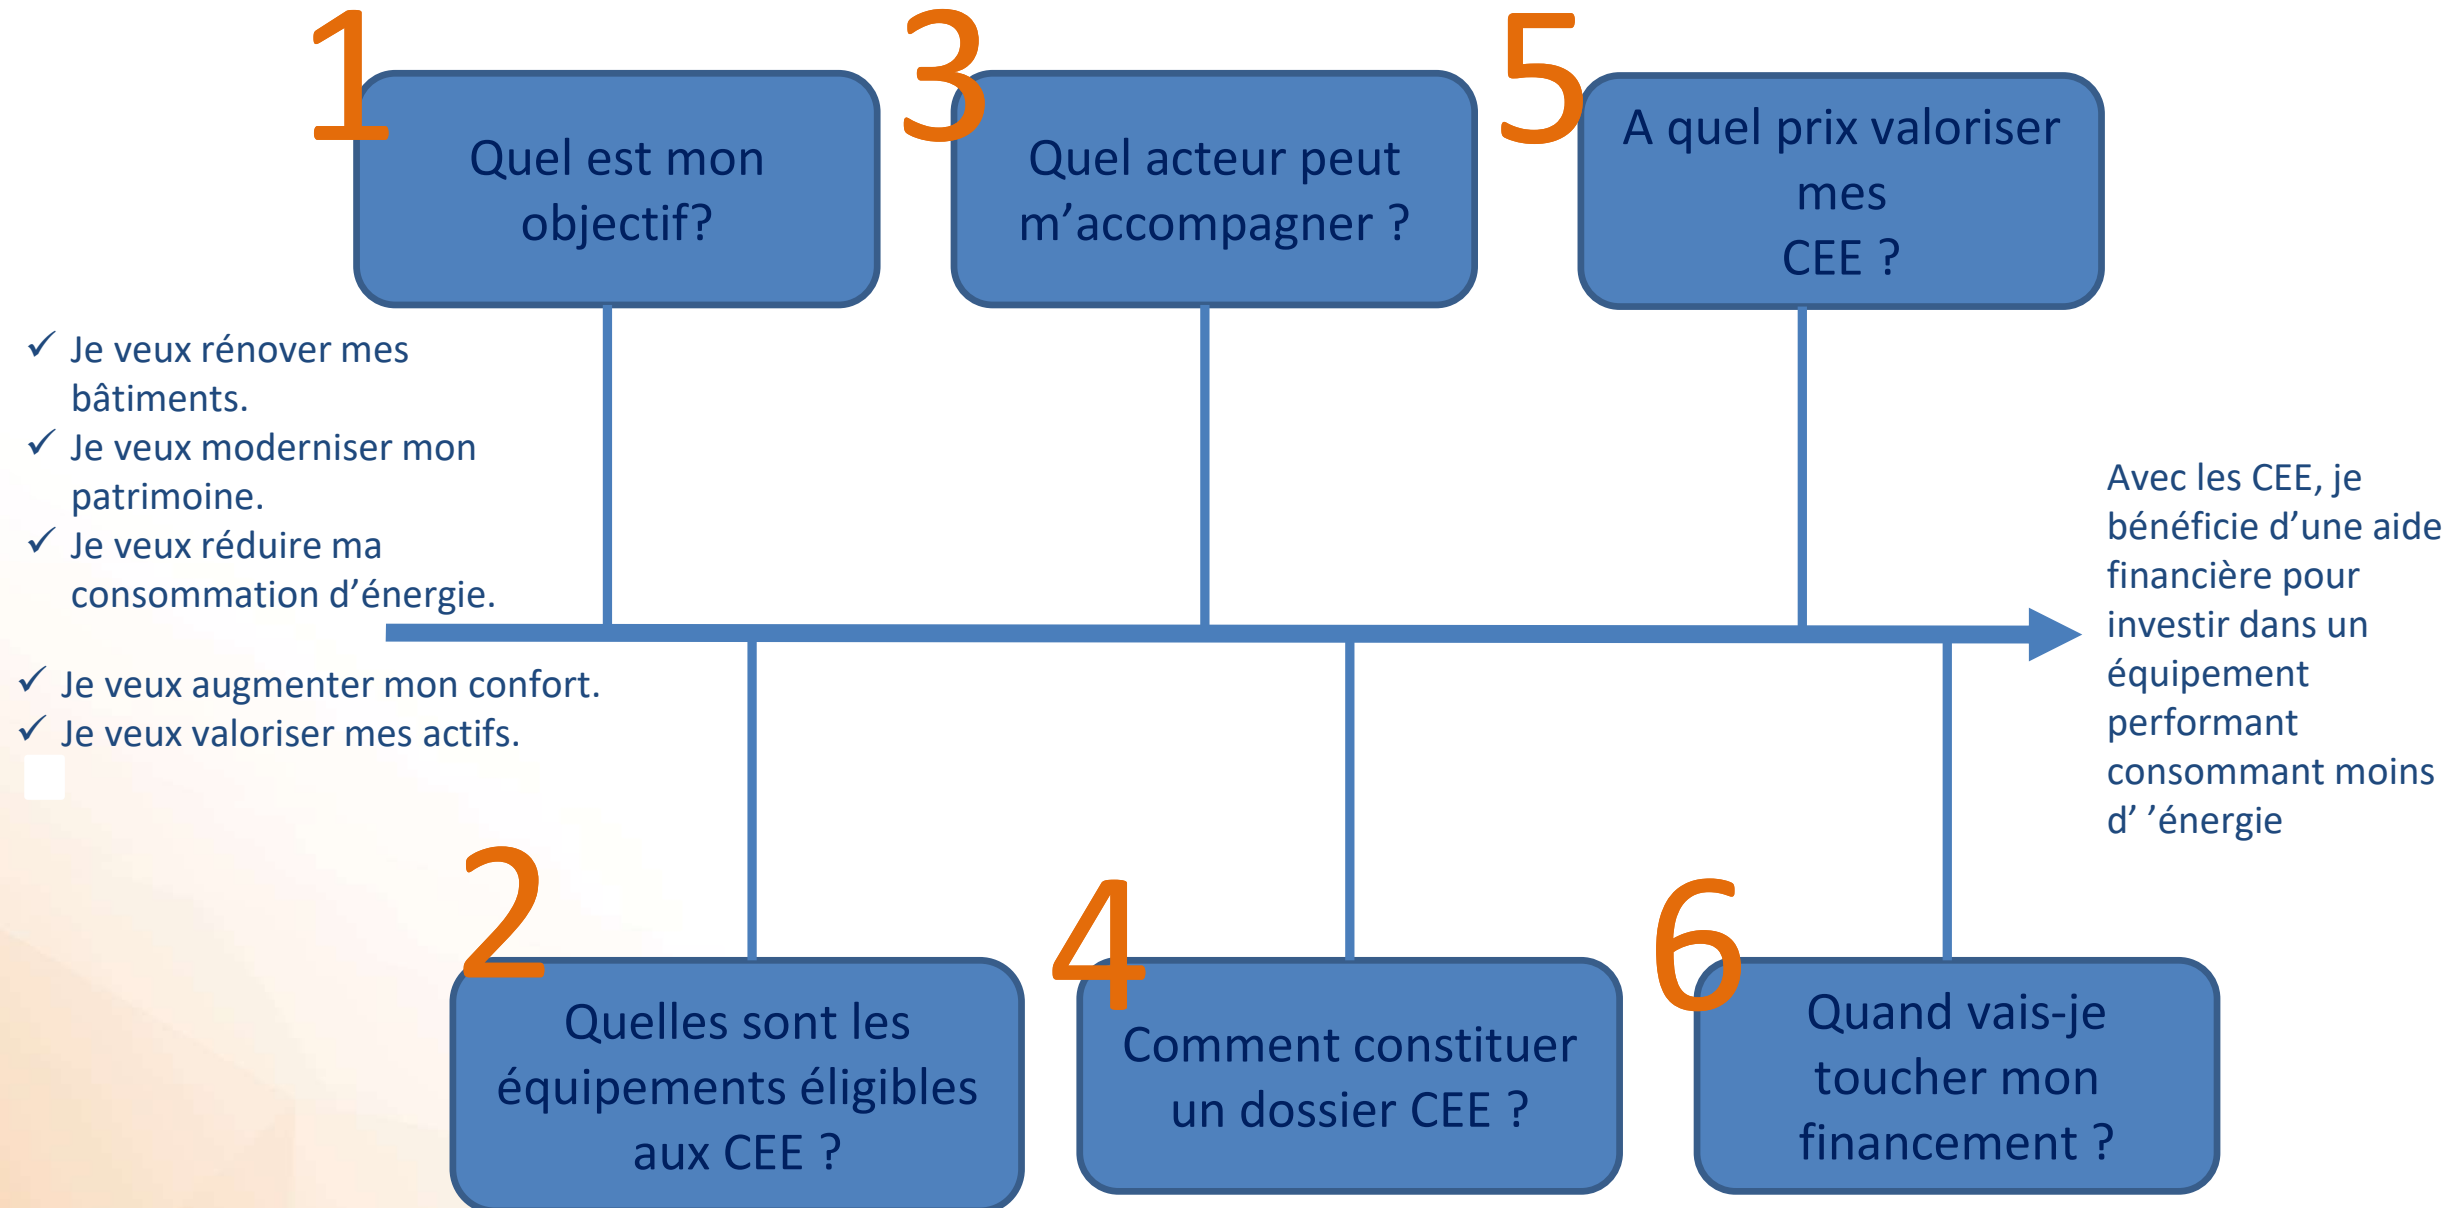 1
Quel est mon
objectif?
3
Quel acteur peut
m’accompagner ?
5
A quel prix valoriser
mes
CEE ?
✓ Je veux rénover mes
bâtiments.
✓ Je veux moderniser mon
patrimoine.
✓ Je veux réduire ma
consommation d’énergie.
✓ Je veux augmenter mon confort.
✓ Je veux valoriser mes actifs.
Avec les CEE, je
bénéficie d’une aide
financière pour
investir dans un
équipement
performant
consommant moins
d’ ’énergie
2
Quelles sont les
équipements éligibles
aux CEE ?
4
Comment constituer
un dossier CEE ?
6
Quand vais-je
toucher mon
financement ?